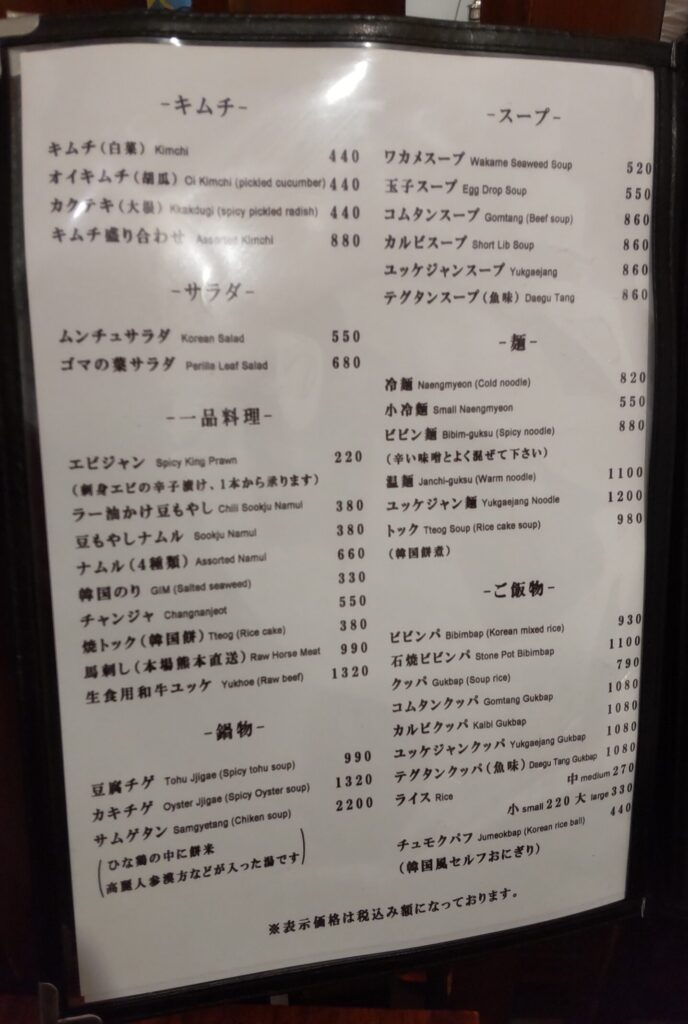 -キムチ-
キムチ(白菜) Kimchi 440
オイキムチ(胡瓜) Oi Kimchi (pickled cucumber) 440
カクテキ(大根) Kkakdugi (spicy pickled radish) 440
キムチ盛り合わせ Assorted Kimchi 880
-サラダ-
ムンチュサラダ Korean Salad 550
ゴマの葉サラダ Perilla Leaf Salad 680
-一品料理-
エビジャン Spicy King Prawn 220
(刺身エビの辛子漬け、1本から承ります)
ラー油かけ豆もやし Chili Sookju Namul 380
豆もやしナムル Sookju Namul 380
ナムル(4種類) Assorted Namul 660
韓国のり GIM (Salted seaweed) 330
チャンジャ Changnanjeot 550
焼トック(韓国餅) Tteog (Rice cake) 380
馬刺し(本場熊本直送) Raw Horse Meat 990
生食用和牛ユッケ Yukhoe (Raw beef) 1320
-鍋物-
豆腐チゲ Tohu Jjigae (Spicy tohu soup) 990
カキチゲ Oyster Jjigae (Spicy Oyster soup) 1320
サムゲタン Samgyetang (Chiken soup) 2200
(ひな鶏の中に餅米
高麗人参漢方などが入った湯です)
-スープ-
ワカメスープ Wakame Seaweed Soup 520
玉子スープ Egg Drop Soup 550
コムタンスープ Gomtang (Beef soup) 860
カルビスープ Short Lib Soup 860
ユッケジャンスープ Yukgaejang 860
テグタンスープ(魚味) Daegu Tang 860
-麺-
冷麺 Naengmyeon (Cold noodle) 820
小冷麺 Small Naengmyeon 550
ビビン麺 Bibim-guksu (Spicy noodle) 880
(辛い味噌とよく混ぜて下さい)
温麺 Janchi-guksu (Warm noodle) 1100
ユッケジャン麺 Yukgaejang Noodle 1200
トック Tteog Soup (Rice cake soup) 980
(韓国餅煮)
-ご飯物-
ビビンパ Bibimbap (Korean mixed rice) 930
石焼ビビンパ Stone Pot Bibimbap 1100
クッパ Gukbap (Soup rice) 790
コムタンクッパ Gomtang Gukbap 1080
カルビクッパ Kalbi Gukbap 1080
ユッケジャンクッパ Yukgaejang Gukbap 1080
テグタンクッパ(魚味) Daegu Tang Gukbap 1080
ライス Rice 中 medium 270
小 small 220 大 large 330
チュモクパフ Jumeokbap (Korean rice ball) 440
(韓国風セルフおにぎり)
※表示価格は税込み額になっております。